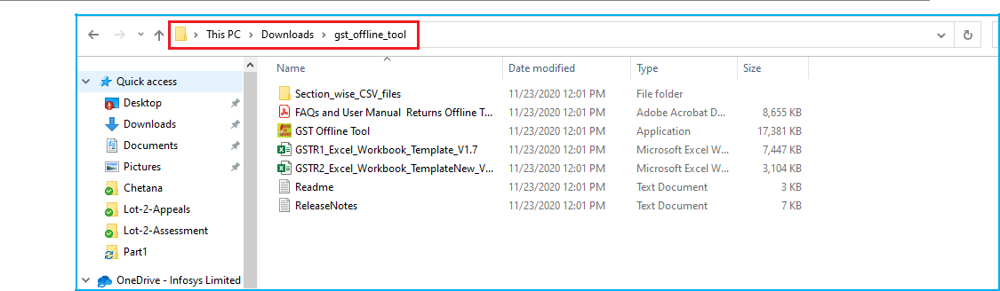 This PC > Downloads > gst_offline_tool
Name Date modified Type Size
Quick access
Desktop
Downloads
Documents
Pictures
Chetana
Lot-2-Appeals
Lot-2-Assessment
Part1
OneDrive - Infosys Limited
Section_wise_CSV_files 11/23/2020 12:01 PM File folder
FAQs and User Manual Returns Offline T... 11/23/2020 12:01 PM Adobe Acrobat D... 8,655 KB
GST Offline Tool 11/23/2020 12:01 PM Application 17,381 KB
GSTR1_Excel_Workbook_Template_V1.7 11/23/2020 12:01 PM Microsoft Excel W... 7,447 KB
GSTR2_Excel_Workbook_TemplateNew_V... 11/23/2020 12:01 PM Microsoft Excel W... 3,104 KB
Readme 11/23/2020 12:01 PM Text Document 3 KB
ReleaseNotes 11/23/2020 12:01 PM Text Document 7 KB